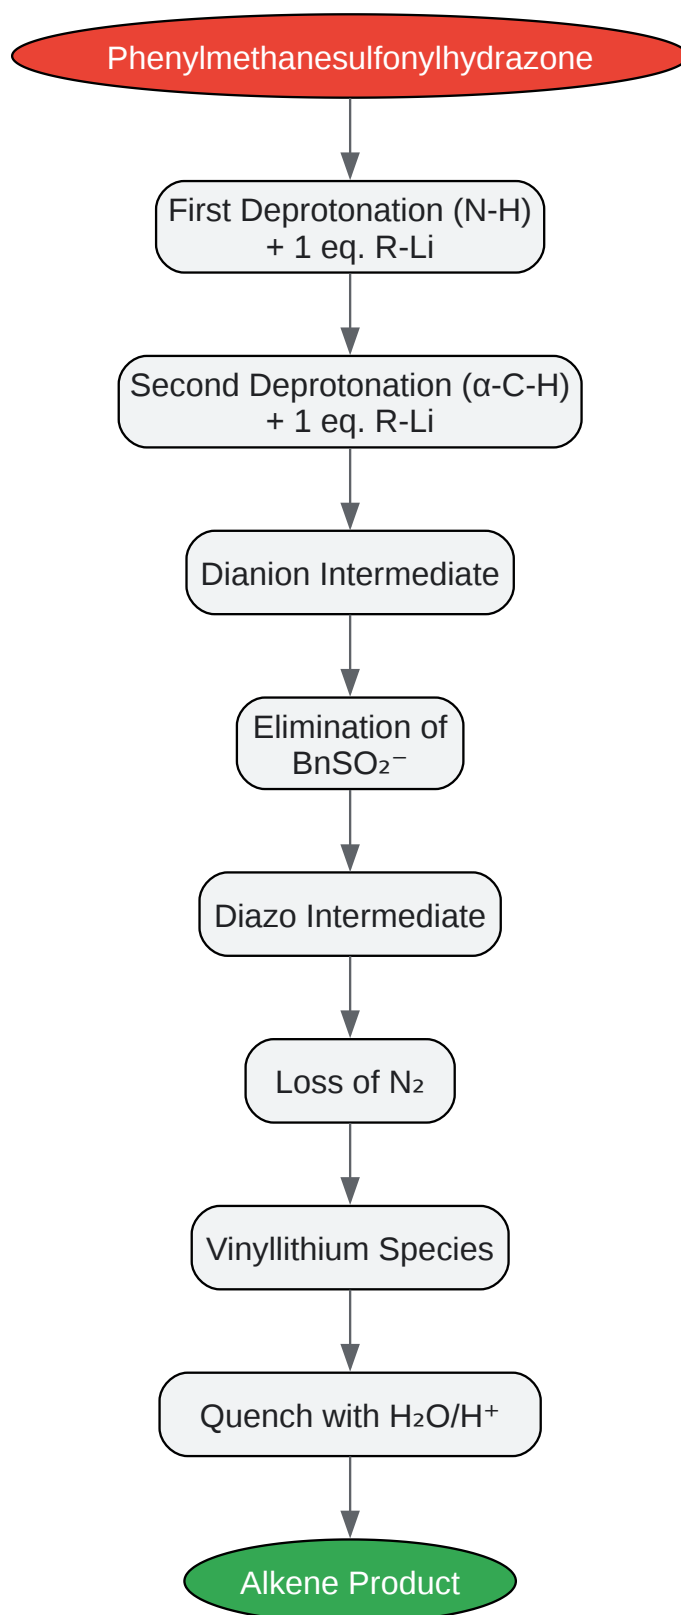 Phenylmethanesulfonylhydrazone
First Deprotonation (N-H)
+ 1 eq. R-Li
Second Deprotonation (α-C-H)
+ 1 eq. R-Li
Dianion Intermediate
Elimination of
BnSO₂⁻
Diazo Intermediate
Loss of N₂
Vinyllithium Species
Quench with H₂O/H⁺
Alkene Product